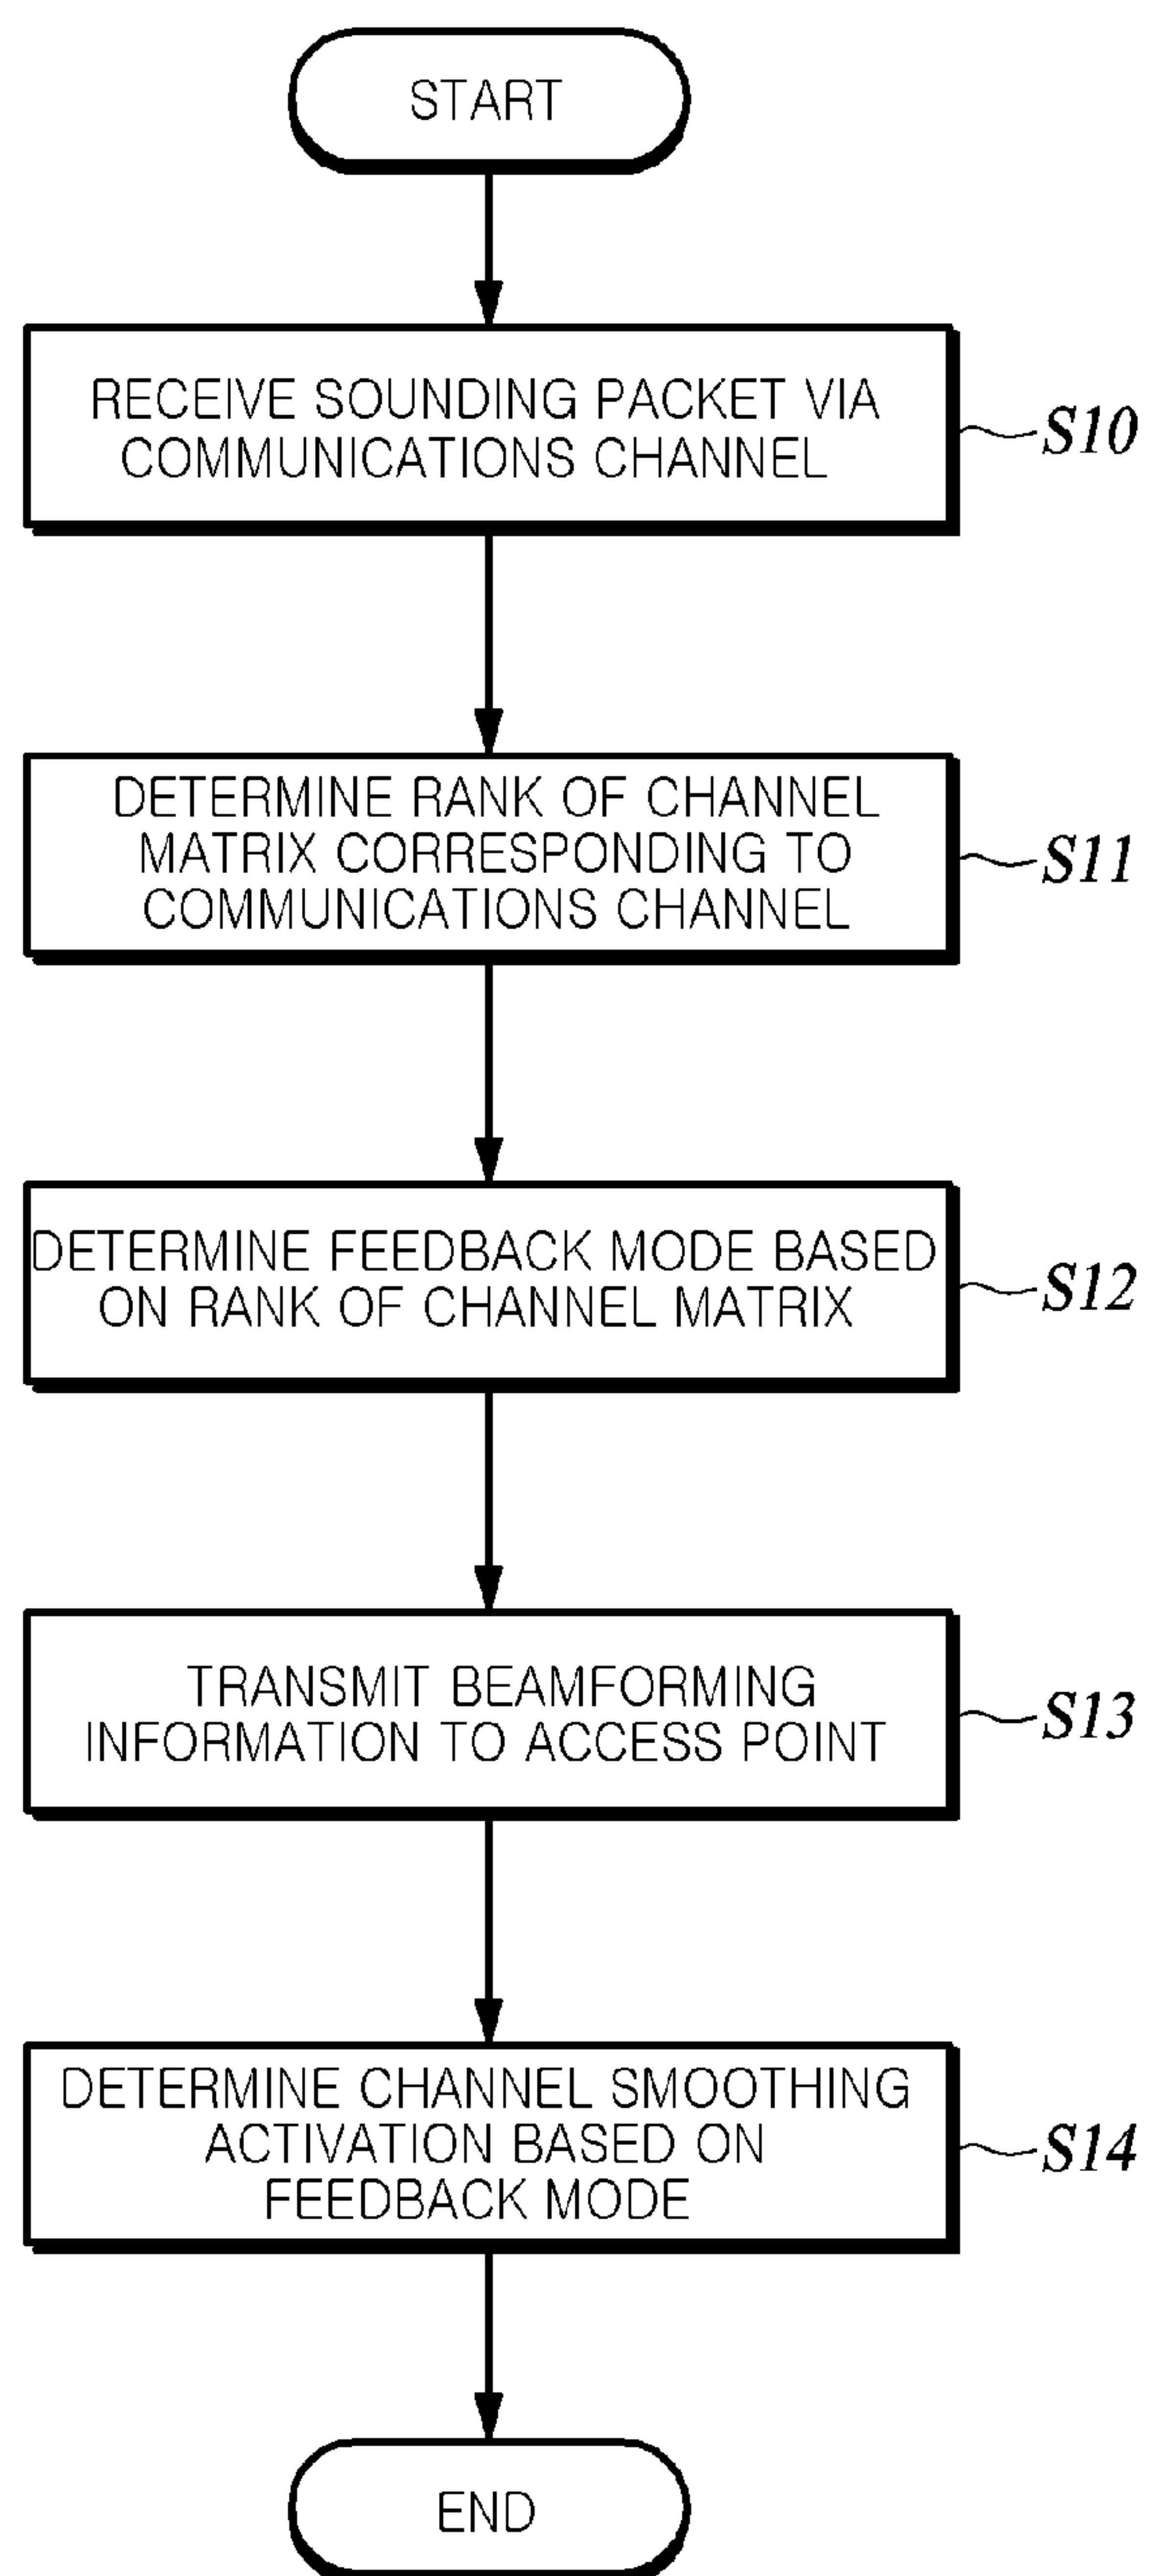 START
RECEIVE SOUNDING PACKET VIA
COMMUNICATIONS CHANNEL
S10
DETERMINE RANK OF CHANNEL
MATRIX CORRESPONDING TO
COMMUNICATIONS CHANNEL
S11
DETERMINE FEEDBACK MODE BASED
ON RANK OF CHANNEL MATRIX
S12
TRANSMIT BEAMFORMING
INFORMATION TO ACCESS POINT
S13
DETERMINE CHANNEL SMOOTHING
ACTIVATION BASED ON
FEEDBACK MODE
S14
END